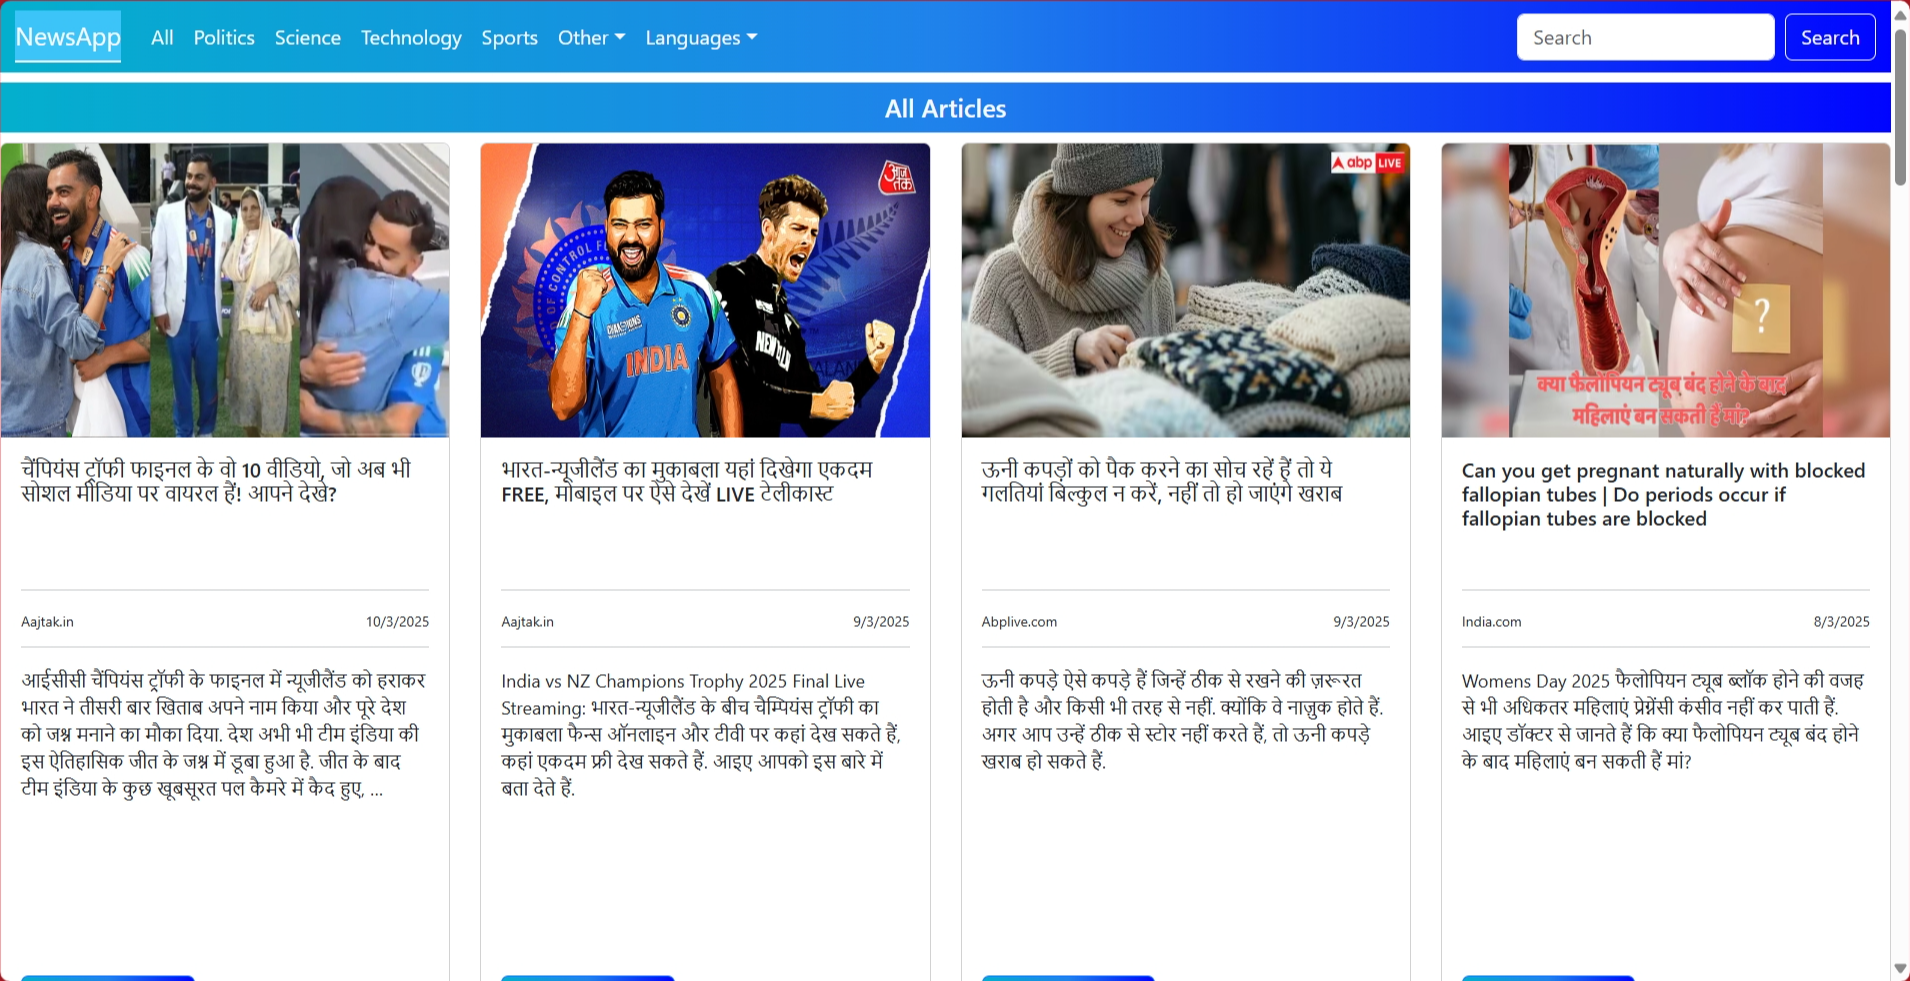 NewsApp
All
Politics
Science
Technology
Sports
Other
Languages
Search
Search
All Articles
आज तक
CHAMPIONS
INDIA
abp LIVE
?
क्या फैलोपियन ट्यूब बंद होने के बाद
महिलाएं बन सकती हैं मां?
चैंपियंस ट्रॉफी फाइनल के वो 10 वीडियो, जो अब भी
सोशल मीडिया पर वायरल हैं! आपने देखे?
Aajtak.in
10/3/2025
आईसीसी चैंपियंस ट्रॉफी के फाइनल में न्यूजीलैंड को हराकर
भारत ने तीसरी बार खिताब अपने नाम किया और पूरे देश
को जश्न मनाने का मौका दिया. देश अभी भी टीम इंडिया की
इस ऐतिहासिक जीत के जश्न में डूबा हुआ है. जीत के बाद
टीम इंडिया के कुछ खूबसूरत पल कैमरे में कैद हुए, ...
भारत-न्यूजीलैंड का मुकाबला यहां दिखेगा एकदम
FREE, मोबाइल पर ऐसे देखें LIVE टेलीकास्ट
Aajtak.in
9/3/2025
India vs NZ Champions Trophy 2025 Final Live
Streaming: भारत-न्यूजीलैंड के बीच चैम्पियंस ट्रॉफी का
मुकाबला फैन्स ऑनलाइन और टीवी पर कहां देख सकते हैं,
कहां एकदम फ्री देख सकते हैं. आइए आपको इस बारे में
बता देते हैं.
ऊनी कपड़ों को पैक करने का सोच रहें हैं तो ये
गलतियां बिल्कुल न करें, नहीं तो हो जाएंगे खराब
Abplive.com
9/3/2025
ऊनी कपड़े ऐसे कपड़े हैं जिन्हें ठीक से रखने की ज़रूरत
होती है और किसी भी तरह से नहीं. क्योंकि वे नाज़ुक होते हैं.
अगर आप उन्हें ठीक से स्टोर नहीं करते हैं, तो ऊनी कपड़े
खराब हो सकते हैं.
Can you get pregnant naturally with blocked
fallopian tubes | Do periods occur if
fallopian tubes are blocked
India.com
8/3/2025
Womens Day 2025 फैलोपियन ट्यूब ब्लॉक होने की वजह
से भी अधिकतर महिलाएं प्रेग्नेंसी कंसीव नहीं कर पाती हैं.
आइए डॉक्टर से जानते हैं कि क्या फैलोपियन ट्यूब बंद होने
के बाद महिलाएं बन सकती हैं मां?